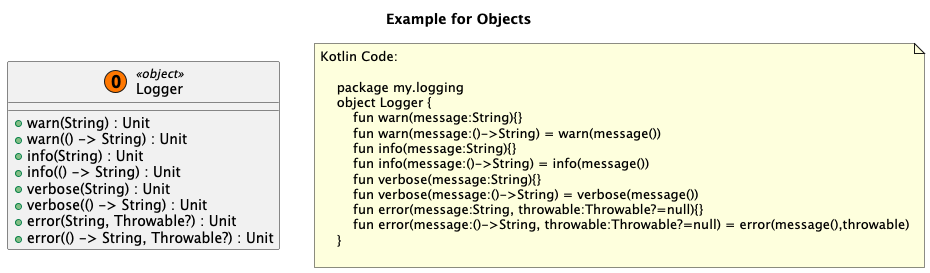 Example for Objects
O
«object»
Logger
warn(String) : Unit
warn(() -> String) : Unit
info(String) : Unit
info(() -> String) : Unit
verbose(String) : Unit
verbose(() -> String) : Unit
error(String, Throwable?) : Unit
error(() -> String, Throwable?) : Unit
Kotlin Code:
package my.logging
object Logger {
fun warn(message:String){}
fun warn(message:()->String) = warn(message())
fun info(message:String){}
fun info(message:()->String) = info(message())
fun verbose(message:String){}
fun verbose(message:()->String) = verbose(message())
fun error(message:String, throwable:Throwable?=null){}
fun error(message:()->String, throwable:Throwable?=null) = error(message(),throwable)
}